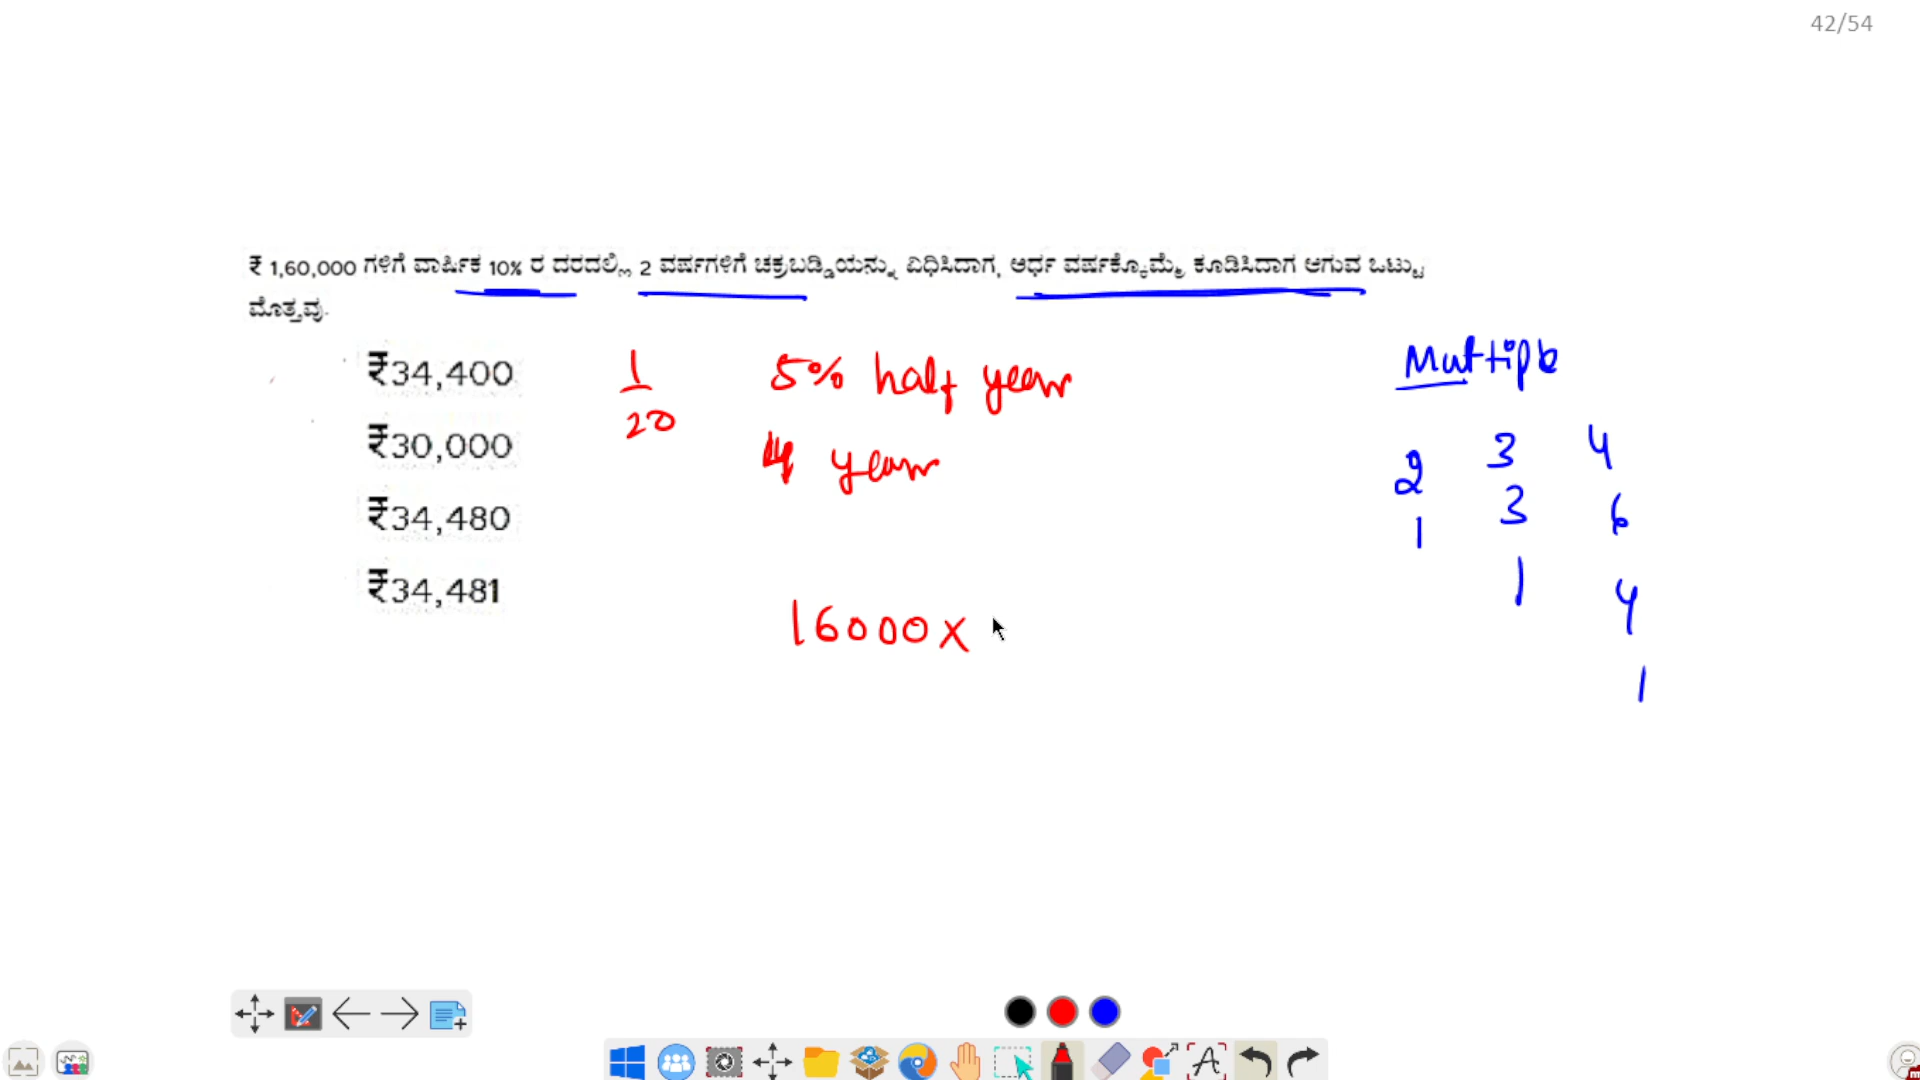 42/54
₹ 1,60,000 ಗಳಿಗೆ ವಾರ್ಷಿಕ 10% ರ ದರದಲ್ಲಿ, 2 ವರ್ಷಗಳಿಗೆ ಚಕ್ರಬಡ್ಡಿಯನ್ನು ವಿಧಿಸಿದಾಗ, ಅರ್ಧ ವರ್ಷಕ್ಕೊಮ್ಮೆ ಕೂಡಿಸಿದಾಗ ಆಗುವ ಒಟ್ಟು
ಮೊತ್ತವು.
₹34,400
₹30,000
₹34,480
₹34,481
1
20
5% half year
4 year
16000 x
Multiple
2 3 4
1 3 6
1 4
1